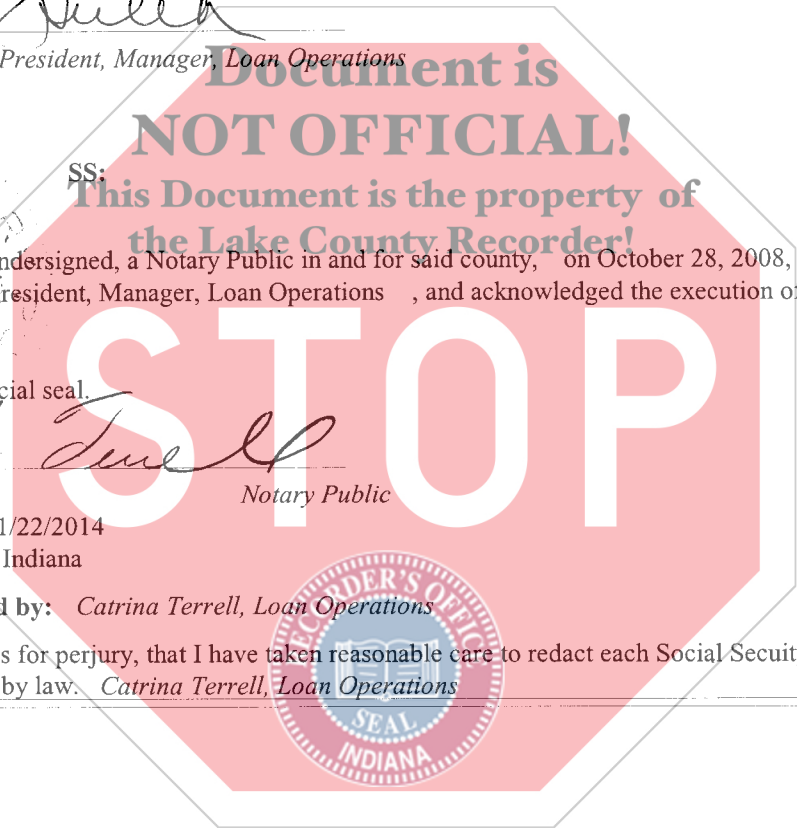 President, Manager, Loan Operations
Document is
NOT OFFICIAL!
SS:
This Document is the property of
the Lake County Recorder!
ndersigned, a Notary Public in and for said county, on October 28, 2008,
resident, Manager, Loan Operations , and acknowledged the execution o
STOP
cial seal.
Notary Public
1/22/2014
Indiana
d by: Catrina Terrell, Loan Operations
s for perjury, that I have taken reasonable care to redact each Social Secuit
by law. Catrina Terrell, Loan Operations
RECORDER'S OFFICE
SEAL
INDIANA